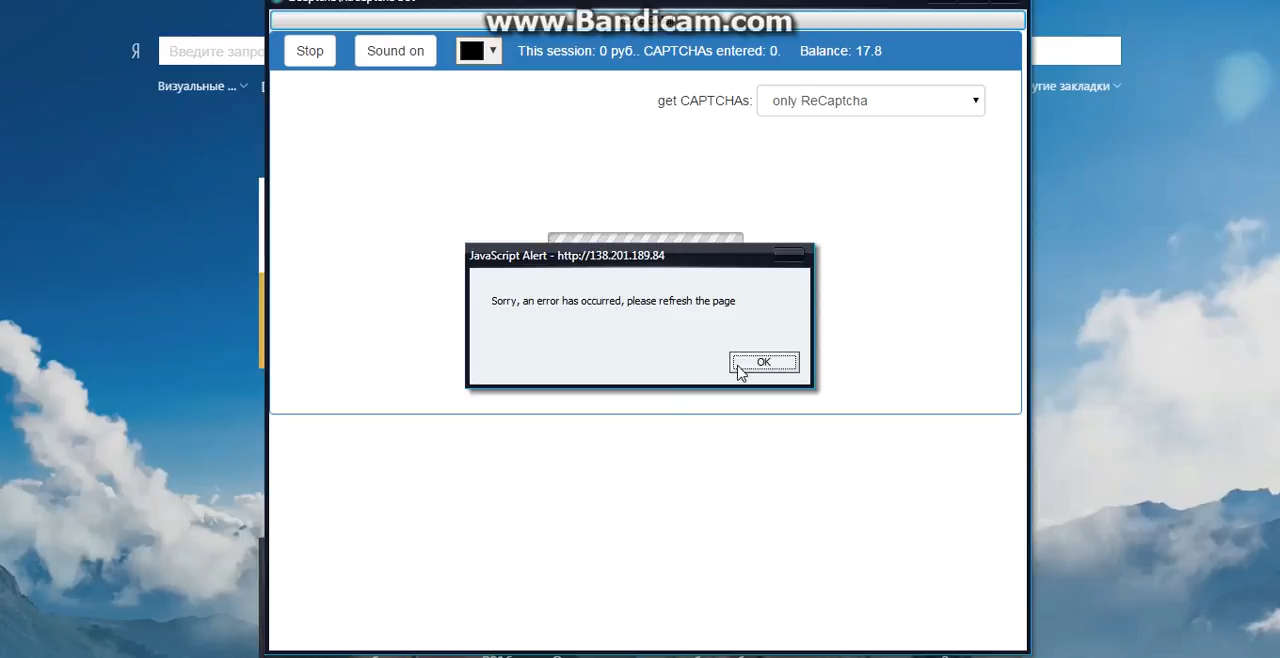 www.Bandicam.com
Я
Введите запро
Stop
Sound on
This session: 0 руб.. CAPTCHAs entered: 0.
Balance: 17.8
Визуальные ...
другие закладки
get CAPTCHAs:
only ReCaptcha
JavaScript Alert - http://138.201.189.84
Sorry, an error has occurred, please refresh the page
OK